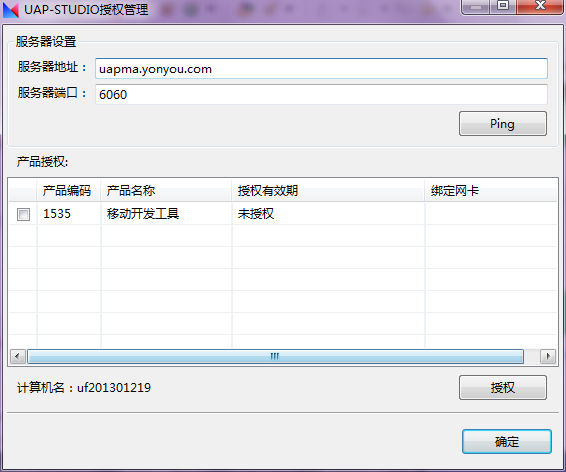 UAP-STUDIO授权管理
服务器设置
服务器地址： uapma.yonyou.com
服务器端口： 6060
Ping
产品授权:
产品编码 产品名称 授权有效期 绑定网卡
1535 移动开发工具 未授权
计算机名：uf201301219 授权
确定